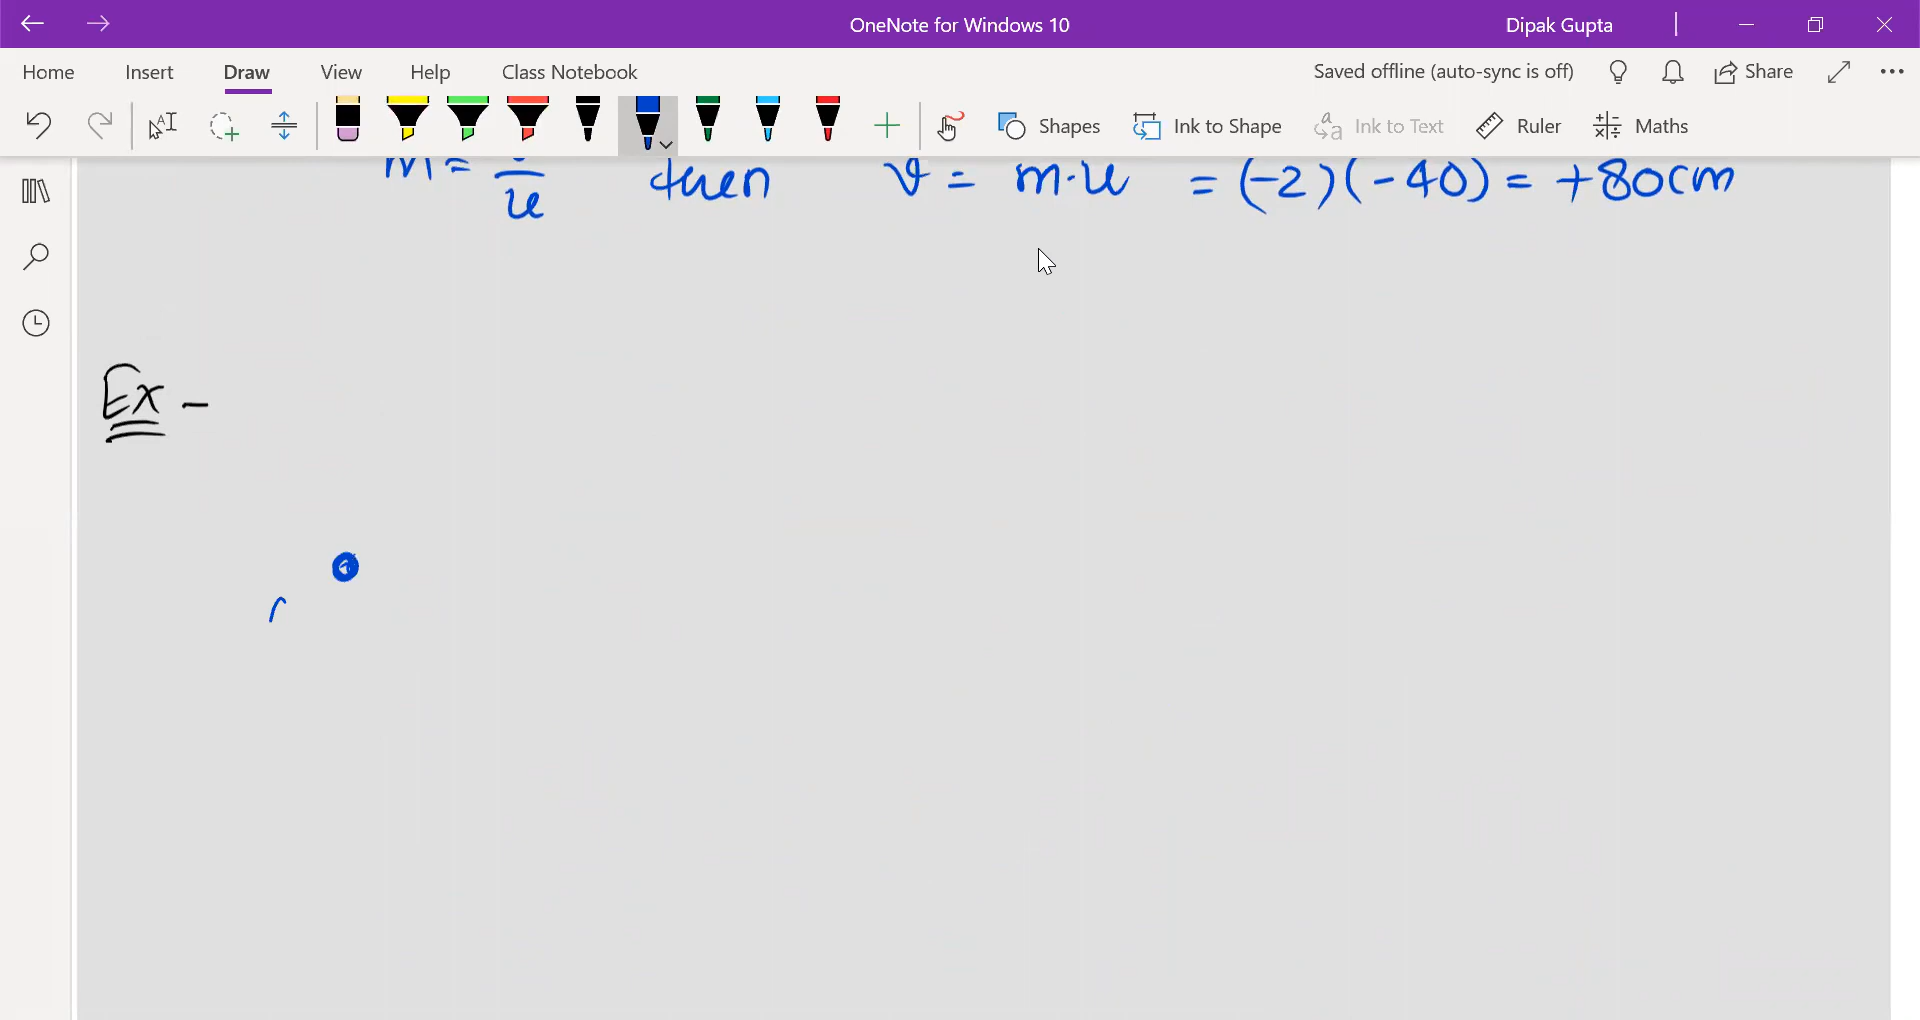 OneNote for Windows 10
Dipak Gupta
Home Insert Draw View Help Class Notebook
Saved offline (auto-sync is off) Share
Shapes Ink to Shape Ink to Text Ruler Maths
m = /u then v = m·u = (-2)(-40) = +80cm
Ex -